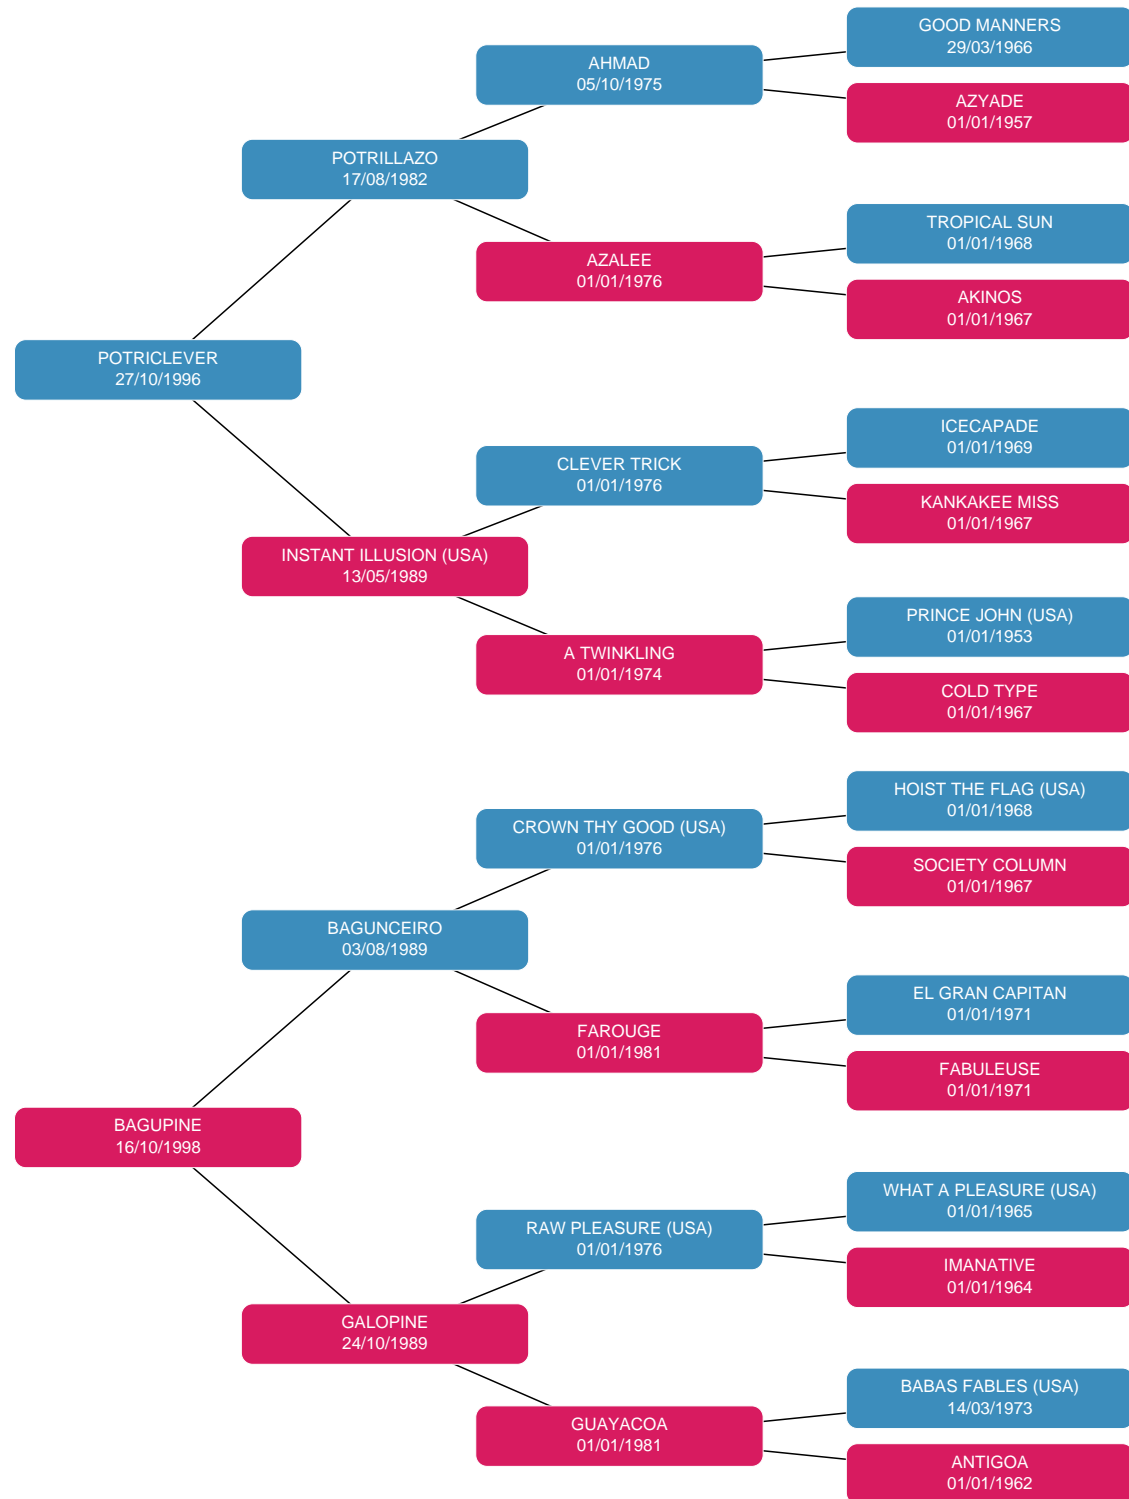 GOOD MANNERS
29/03/1966
AHMAD
05/10/1975
AZYADE
01/01/1957
POTRILLAZO
17/08/1982
TROPICAL SUN
01/01/1968
AZALEE
01/01/1976
AKINOS
01/01/1967
POTRICLEVER
27/10/1996
ICECAPADE
01/01/1969
CLEVER TRICK
01/01/1976
KANKAKEE MISS
01/01/1967
INSTANT ILLUSION (USA)
13/05/1989
PRINCE JOHN (USA)
01/01/1953
A TWINKLING
01/01/1974
COLD TYPE
01/01/1967
HOIST THE FLAG (USA)
01/01/1968
CROWN THY GOOD (USA)
01/01/1976
SOCIETY COLUMN
01/01/1967
BAGUNCEIRO
03/08/1989
EL GRAN CAPITAN
01/01/1971
FAROUGE
01/01/1981
FABULEUSE
01/01/1971
BAGUPINE
16/10/1998
WHAT A PLEASURE (USA)
01/01/1965
RAW PLEASURE (USA)
01/01/1976
IMANATIVE
01/01/1964
GALOPINE
24/10/1989
BABAS FABLES (USA)
14/03/1973
GUAYACOA
01/01/1981
ANTIGOA
01/01/1962